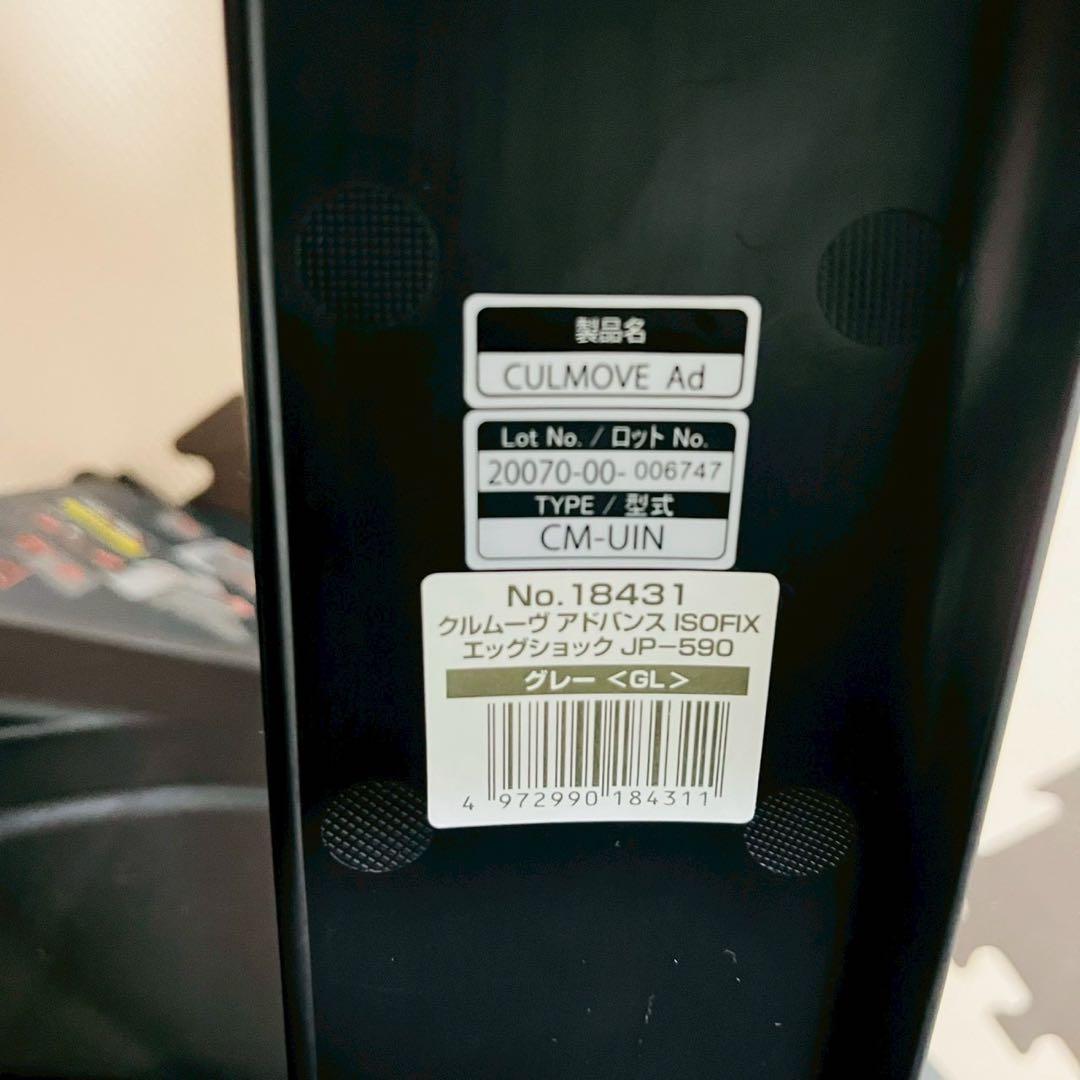 製品名
CULMOVE Ad
Lot No. / ロット No.
20070-00-006747
TYPE / 型式
CM-UIN
No.18431
クルムーヴ アドバンス ISOFIX
エッグショック JP-590
グレー <GL>
4 972990 184311